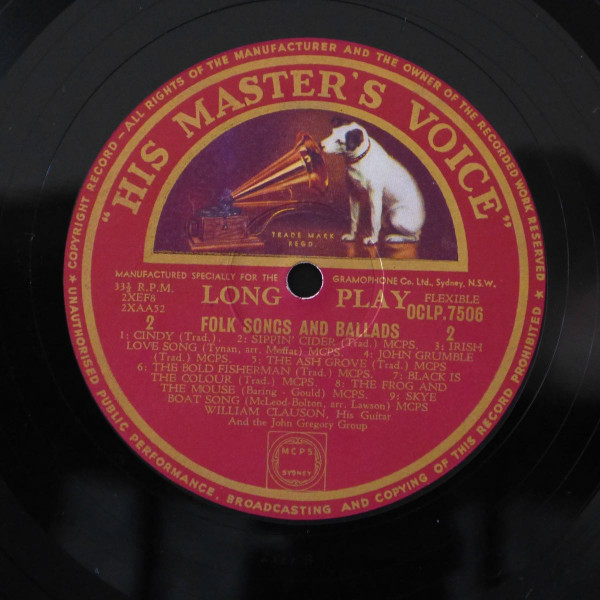 * COPYRIGHT RECORD – ALL RIGHTS OF THE MANUFACTURER AND THE OWNER OF THE RECORDED WORK RESERVED
* UNAUTHORISED PUBLIC PERFORMANCE, BROADCASTING AND COPYING OF THIS RECORD PROHIBITED
"HIS MASTER'S VOICE"
TRADE MARK
REGD.
MANUFACTURED SPECIALLY FOR THE GRAMOPHONE Co. Ltd., Sydney, N.S.W.
33⅓ R.P.M. LONG PLAY FLEXIBLE
2XEF8
2XAA52 OCLP.7506
2 FOLK SONGS AND BALLADS 2
1: CINDY (Trad.). 2: SIPPIN' CIDER (Trad.) MCPS. 3: IRISH
LOVE SONG (Tynan, arr. Moffat) MCPS. 4: JOHN GRUMBLE
(Trad.) MCPS. 5: THE ASH GROVE (Trad.) MCPS
6: THE BOLD FISHERMAN (Trad.) MCPS. 7: BLACK IS
THE COLOUR (Trad.) MCPS. 8: THE FROG AND
THE MOUSE (Baring - Gould) MCPS. 9: SKYE
BOAT SONG (McLeod-Bolton, arr. Lawson) MCPS
WILLIAM CLAUSON, His Guitar
And the John Gregory Group
MCPS
SYDNEY